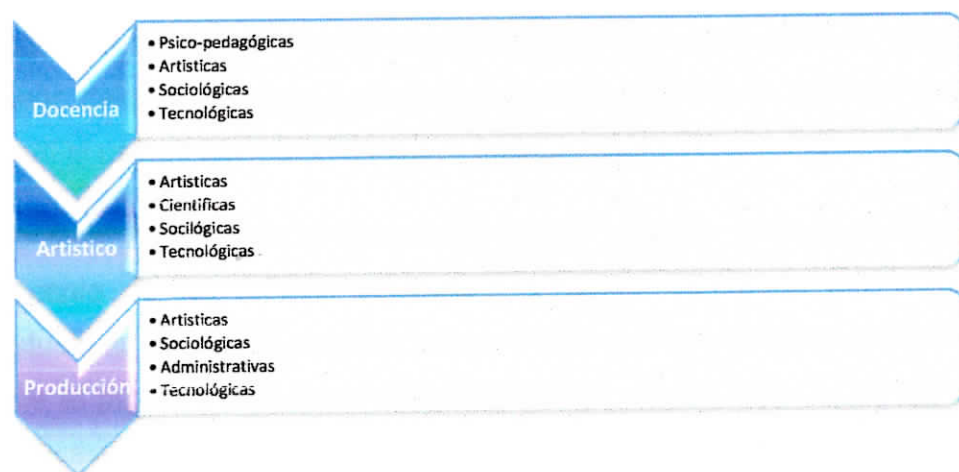 Docencia
• Psico-pedagógicas
• Artisticas
• Sociológicas
• Tecnológicas
Artistico
• Artisticas
• Cientificas
• Socilógicas
• Tecnológicas
Producción
• Artisticas
• Sociológicas
• Administrativas
• Tecnológicas